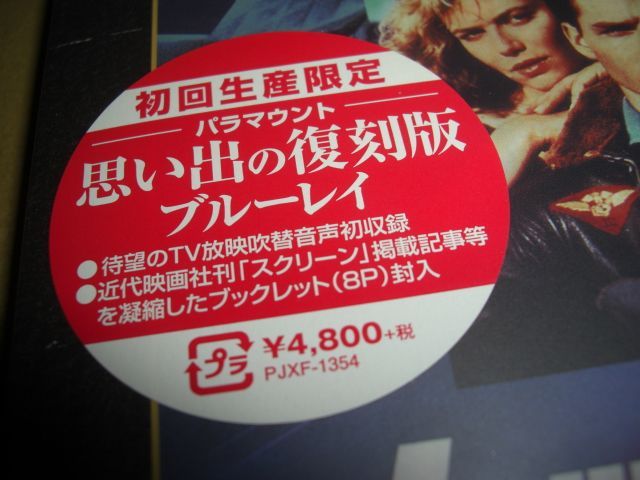 初回生産限定
パラマウント
思い出の復刻版
ブルーレイ
●待望のTV放映吹替音声初収録
●近代映画社刊「スクリーン」掲載記事等
を凝縮したブックレット(8P)封入
プラ ¥4,800+税
PJXF-1354